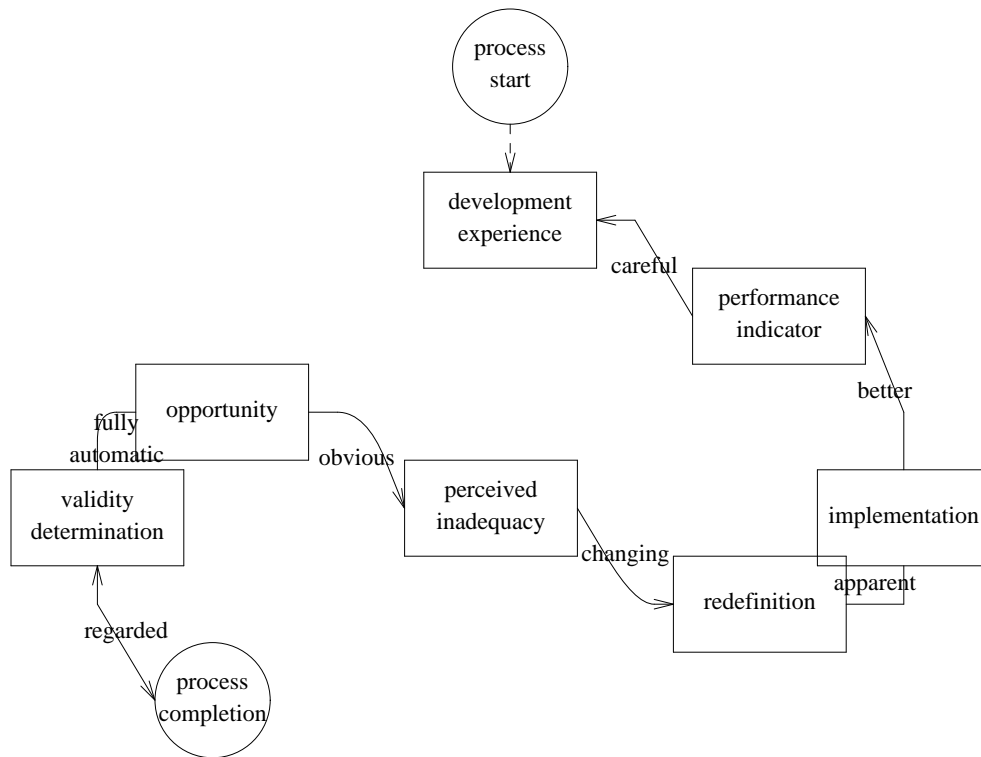 process
start
development
experience
careful
performance
indicator
better
opportunity
fully
automatic
obvious
validity
determination
perceived
inadequacy
implementation
changing
apparent
redefinition
regarded
process
completion